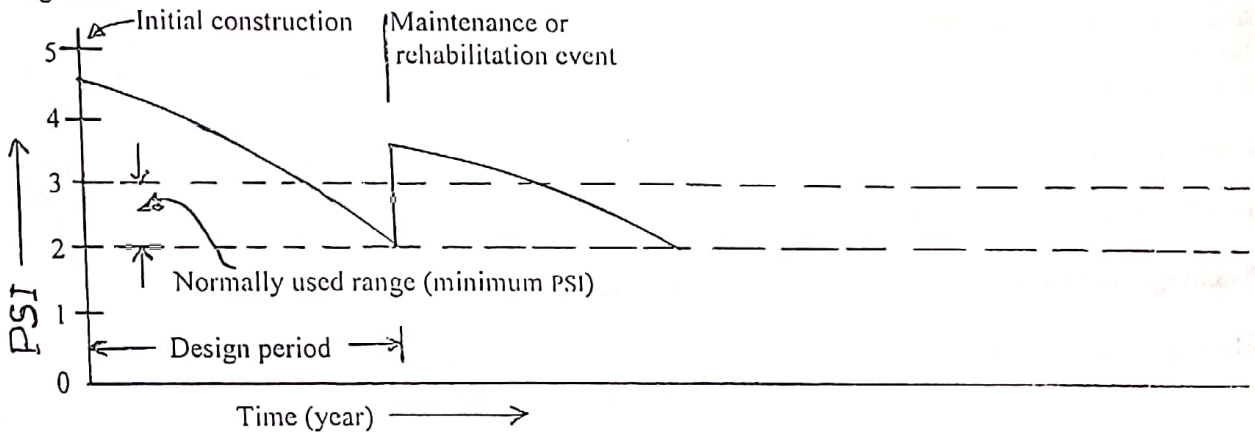 Initial construction
Maintenance or
rehabilitation event
5
4
3
2
Normally used range (minimum PSI)
1
Design period
0
PSI
Time (year)